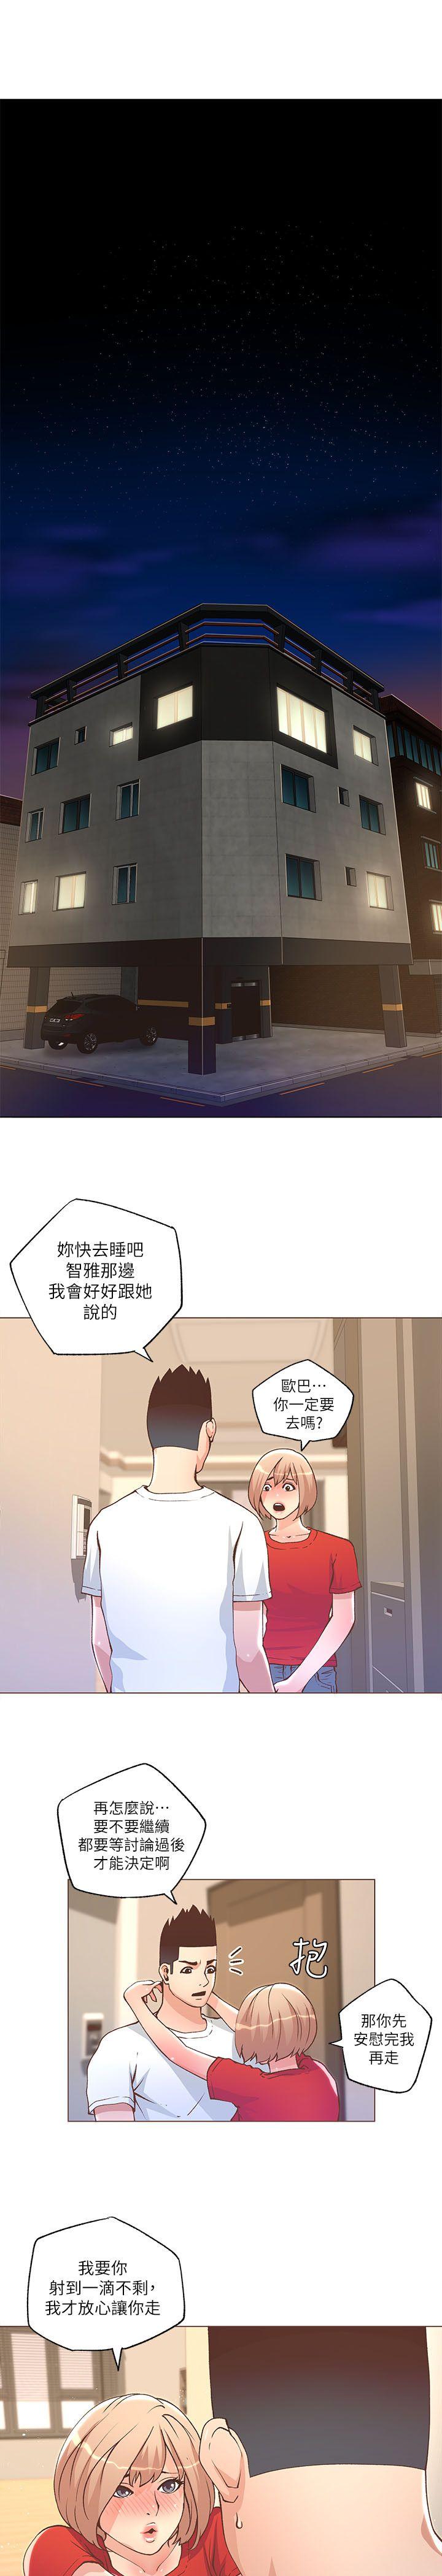 妳快去睡吧
智雅那邊
我會好好跟她
說的
歐巴…
你一定要
去嗎?
再怎麼說…
要不要繼續
都要等討論過後
才能決定啊
抱
那你先
安慰完我
再走
我要你
射到一滴不剩,
我才放心讓你走